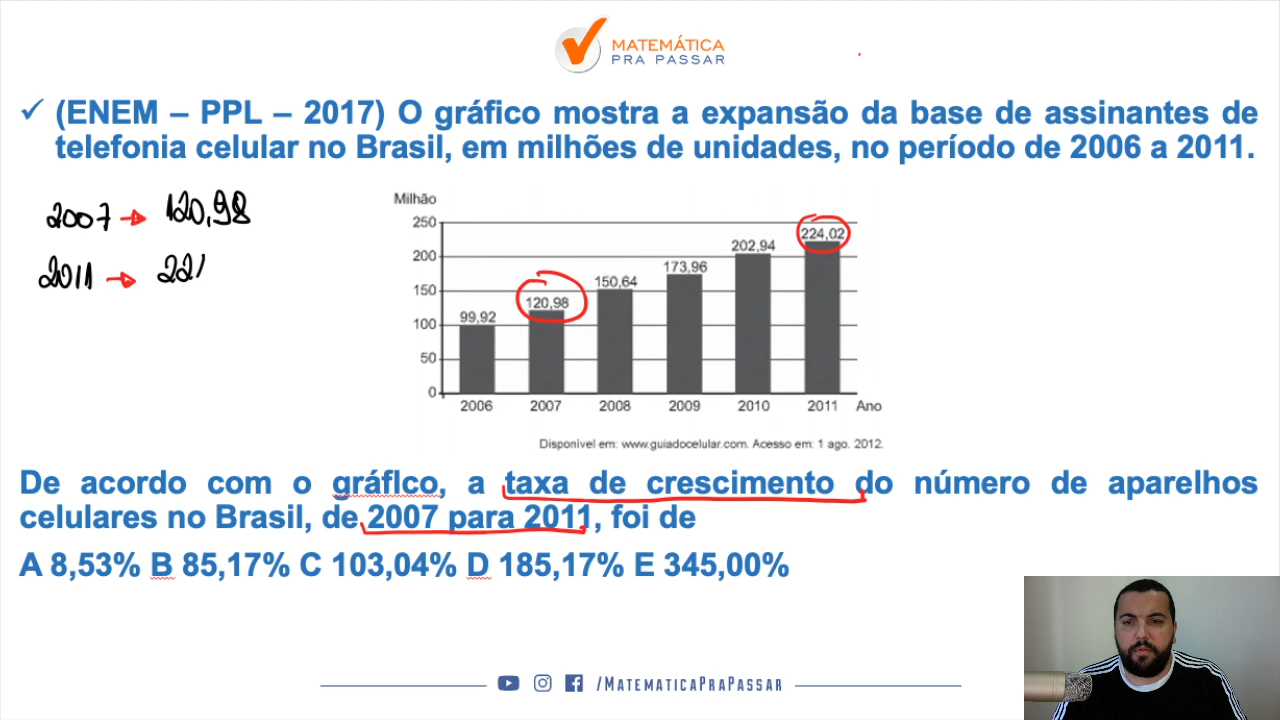 MATEMÁTICA
PRA PASSAR
(ENEM – PPL – 2017) O gráfico mostra a expansão da base de assinantes de
telefonia celular no Brasil, em milhões de unidades, no período de 2006 a 2011.
2007 → 120,98
2011 → 22
Milhão
250
200
150
100
50
0
99,92
120,98
150,64
173,96
202,94
224,02
2006 2007 2008 2009 2010 2011 Ano
Disponível em: www.guiadocelular.com. Acesso em: 1 ago. 2012.
De acordo com o gráfIco, a taxa de crescimento do número de aparelhos
celulares no Brasil, de 2007 para 2011, foi de
A 8,53% B 85,17% C 103,04% D 185,17% E 345,00%
/MATEMATICAPRAPASSAR